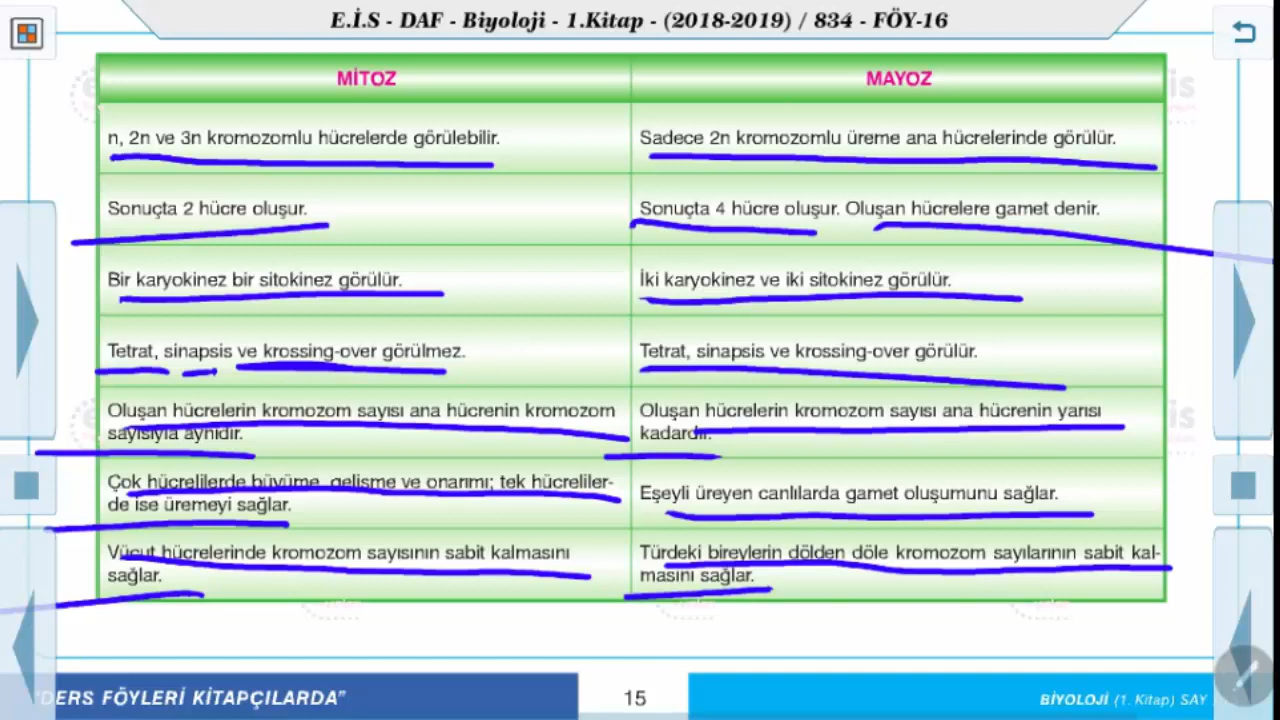 E.İ.S - DAF - Biyoloji - 1.Kitap - (2018-2019) / 834 - FÖY-16
MİTOZ
MAYOZ
n, 2n ve 3n kromozomlu hücrelerde görülebilir.
Sadece 2n kromozomlu üreme ana hücrelerinde görülür.
Sonuçta 2 hücre oluşur.
Sonuçta 4 hücre oluşur. Oluşan hücrelere gamet denir.
Bir karyokinez bir sitokinez görülür.
İki karyokinez ve iki sitokinez görülür.
Tetrat, sinapsis ve krossing-over görülmez.
Tetrat, sinapsis ve krossing-over görülür.
Oluşan hücrelerin kromozom sayısı ana hücrenin kromozom
sayısıyla aynıdır.
Oluşan hücrelerin kromozom sayısı ana hücrenin yarısı
kadardır.
Çok hücrelilerde büyüme, gelişme ve onarımı; tek hücreliler-
de ise üremeyi sağlar.
Eşeyli üreyen canlılarda gamet oluşumunu sağlar.
Vücut hücrelerinde kromozom sayısının sabit kalmasını
sağlar.
Türdeki bireylerin dölden döle kromozom sayılarının sabit kal-
masını sağlar.
"DERS FÖYLERİ KİTAPÇILARDA"
15
BİYOLOJİ (1. Kitap) SAY